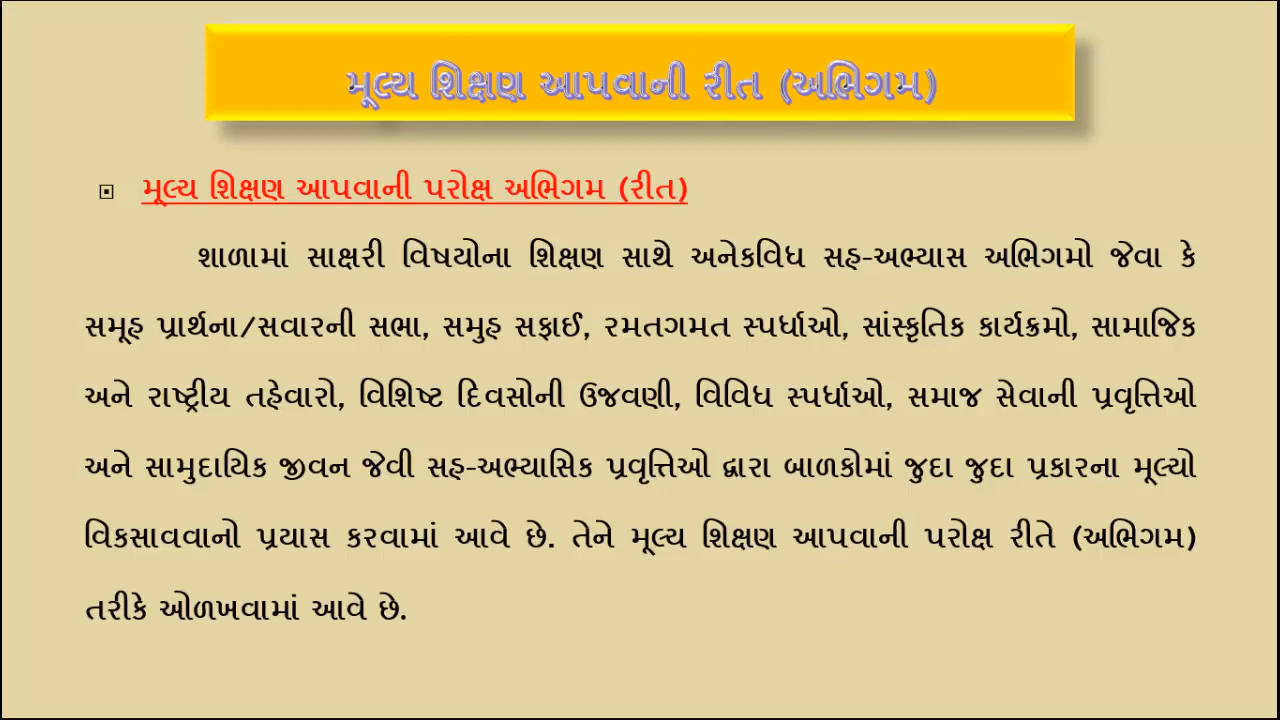 મૂલ્ય શિક્ષણ આપવાની રીત (અભિગમ)
મૂલ્ય શિક્ષણ આપવાની પરોક્ષ અભિગમ (રીત)
શાળામાં સાક્ષરી વિષયોના શિક્ષણ સાથે અનેકવિધ સહ-અભ્યાસ અભિગમો જેવા કે
સમૂહ પ્રાર્થના/સવારની સભા, સમુહ સફાઈ, રમતગમત સ્પર્ધાઓ, સાંસ્કૃતિક કાર્યક્રમો, સામાજિક
અને રાષ્ટ્રીય તહેવારો, વિશિષ્ટ દિવસોની ઉજવણી, વિવિધ સ્પર્ધાઓ, સમાજ સેવાની પ્રવૃત્તિઓ
અને સામુદાયિક જીવન જેવી સહ-અભ્યાસિક પ્રવૃત્તિઓ દ્વારા બાળકોમાં જુદા જુદા પ્રકારના મૂલ્યો
વિકસાવવાનો પ્રયાસ કરવામાં આવે છે. તેને મૂલ્ય શિક્ષણ આપવાની પરોક્ષ રીતે (અભિગમ)
તરીકે ઓળખવામાં આવે છે.